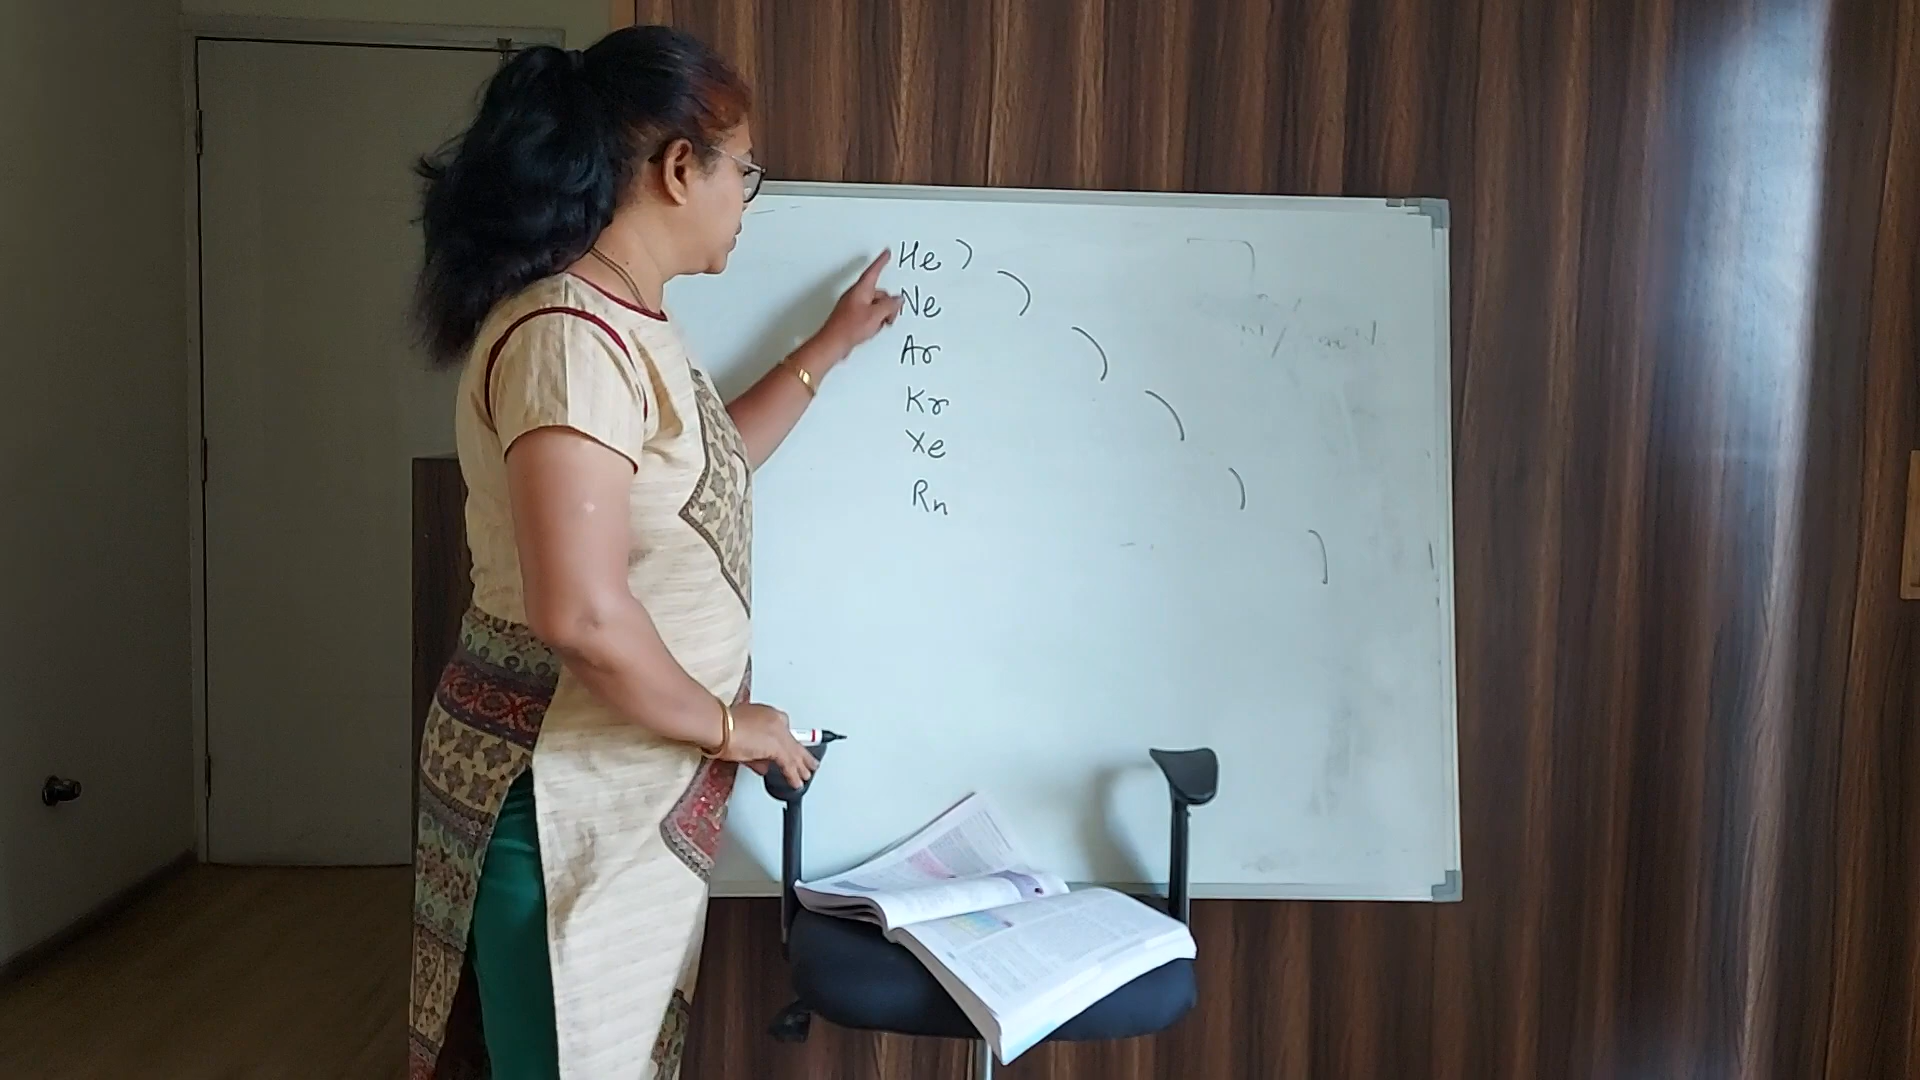 He )
Ne )
Ar )
Kr )
Xe )
Rn )